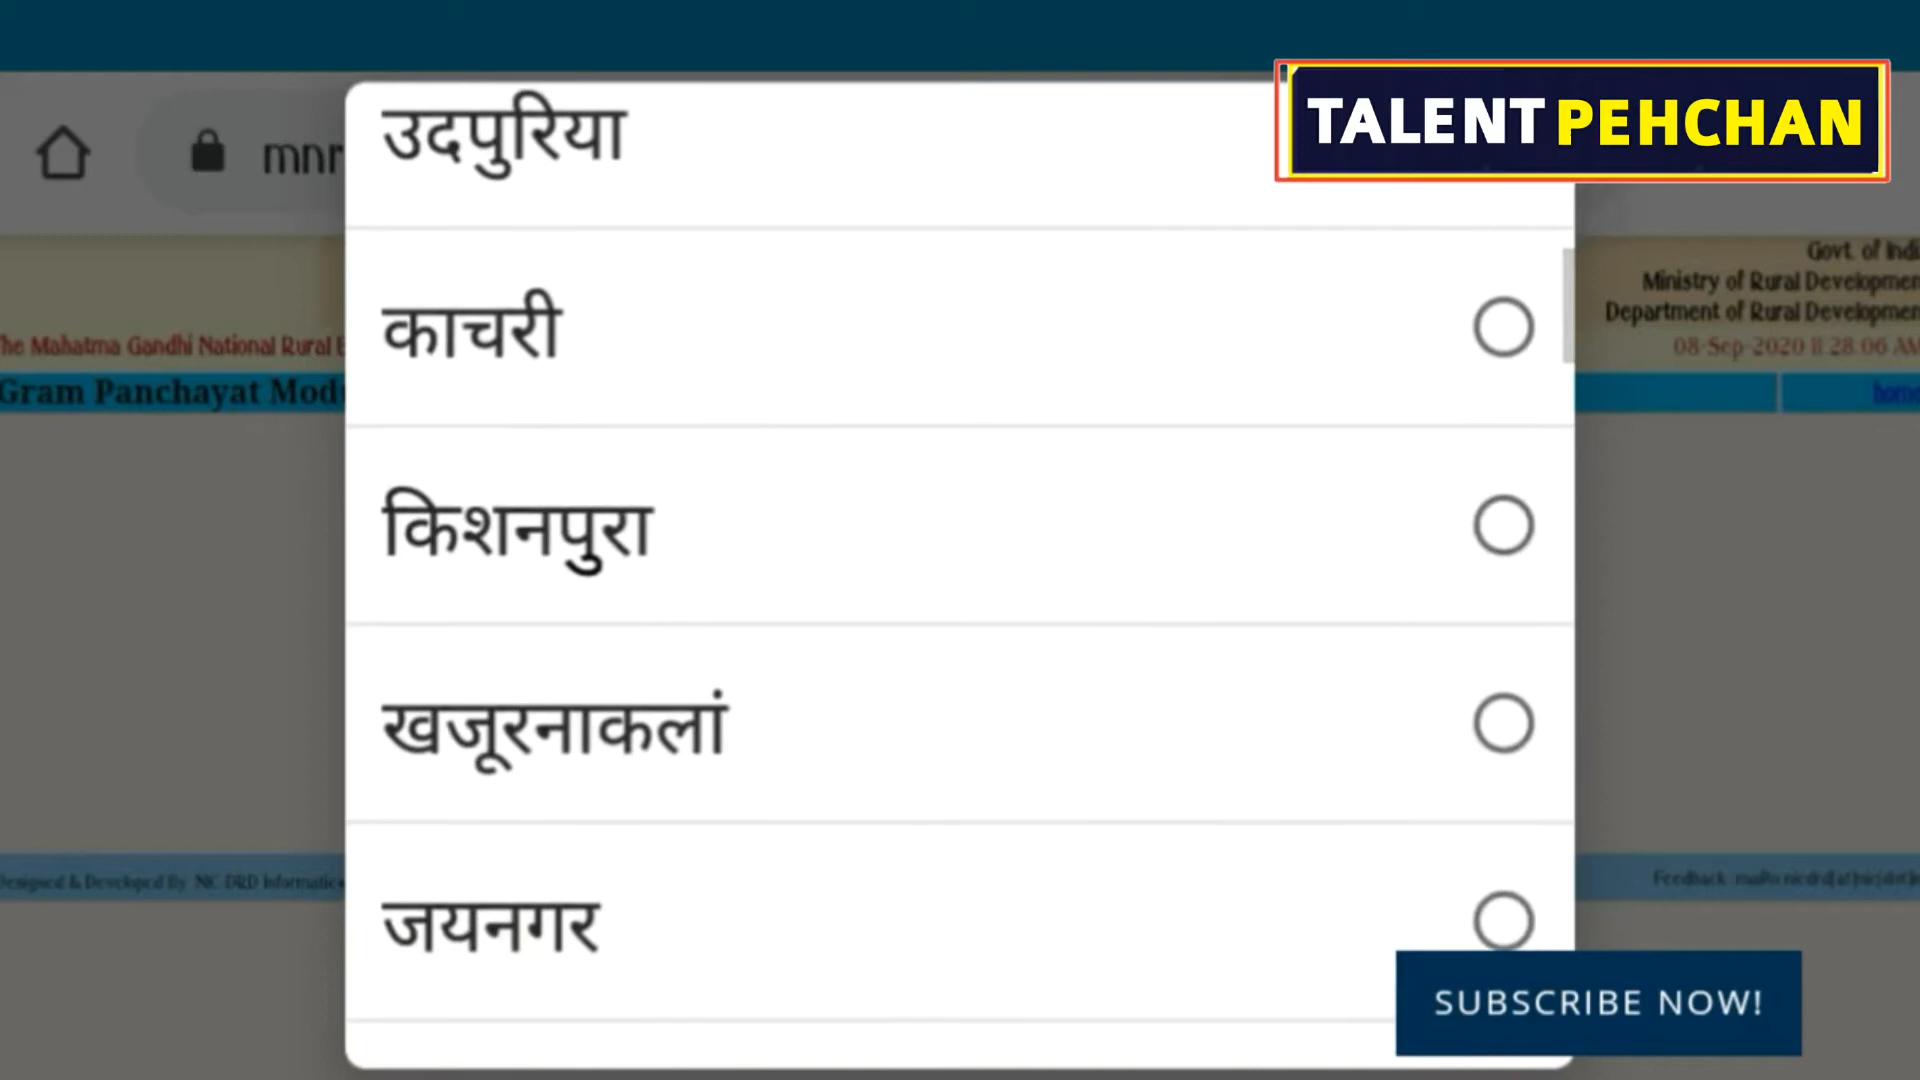 TALENT PEHCHAN
उदपुरिया
mnr
काचरी
Govt. of Indi
Ministry of Rural Developmen
Department of Rural Developmen
he Mahatma Gandhi National Rural E
08-Sep-2020 11:28:06 AM
Gram Panchayat Modu
home
किशनपुरा
खजूरनाकलां
Designed & Developed By NIC DRD Informatic
जयनगर
SUBSCRIBE NOW!